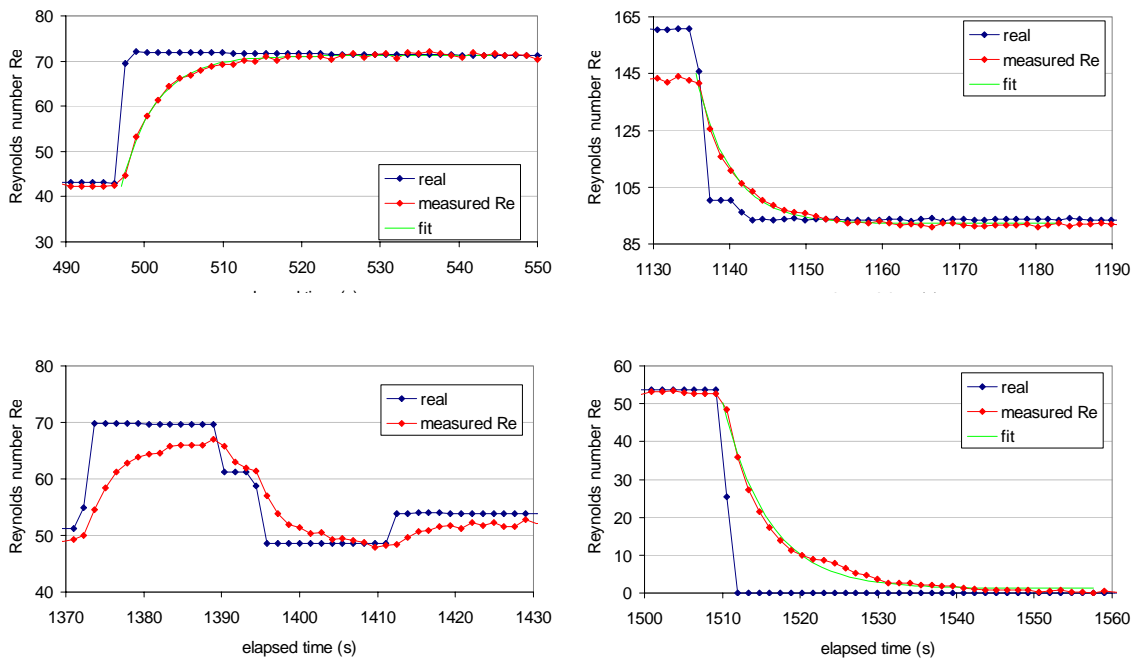 Reynolds number Re
80
70
60
50
40
30
490 500 510 520 530 540 550
real
measured Re
fit
Reynolds number Re
165
145
125
105
85
1130 1140 1150 1160 1170 1180 1190
real
measured Re
fit
Reynolds number Re
80
70
60
50
40
1370 1380 1390 1400 1410 1420 1430
elapsed time (s)
real
measured Re
Reynolds number Re
60
50
40
30
20
10
0
1500 1510 1520 1530 1540 1550 1560
elapsed time (s)
real
measured Re
fit